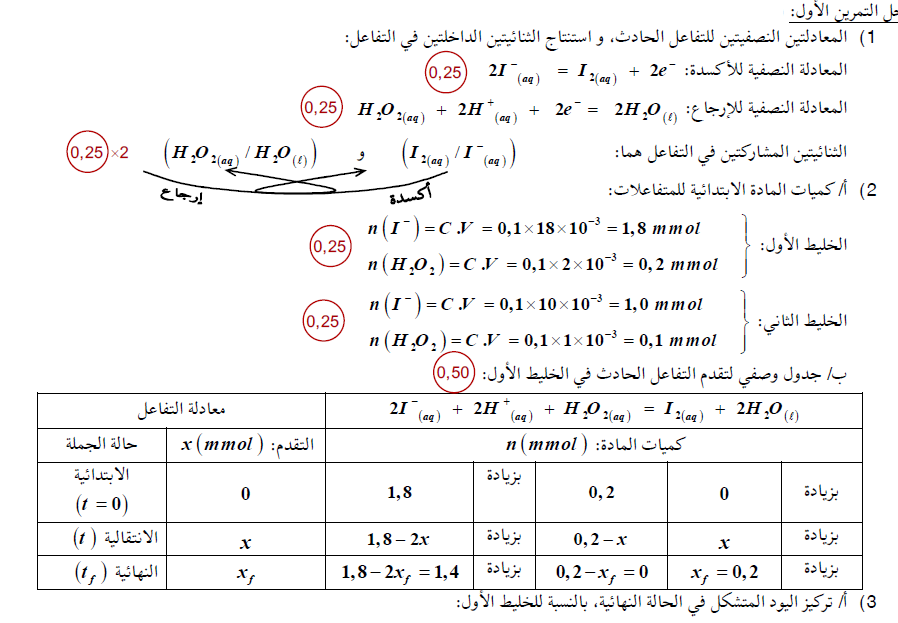 حل التمرين الأول:
1) المعادلتين النصفيتين للتفاعل الحادث، و استنتاج الثنائيتين الداخلتين في التفاعل:
المعادلة النصفية للأكسدة: 2I⁻(aq) = I₂(aq) + 2e⁻ 0,25
المعادلة النصفية للإرجاع: H₂O₂(aq) + 2H⁺(aq) + 2e⁻ = 2H₂O(ℓ) 0,25
الثنائيتين المشاركتين في التفاعل هما: (I₂(aq) / I⁻(aq)) و (H₂O₂(aq) / H₂O(ℓ)) 0,25 ×2
أكسدة إرجاع
2) أ/ كميات المادة الابتدائية للمتفاعلات:
الخليط الأول: n(I⁻) = C.V = 0,1×18×10⁻³ = 1,8 mmol
n(H₂O₂) = C.V = 0,1×2×10⁻³ = 0,2 mmol 0,25
الخليط الثاني: n(I⁻) = C.V = 0,1×10×10⁻³ = 1,0 mmol
n(H₂O₂) = C.V = 0,1×1×10⁻³ = 0,1 mmol 0,25
ب/ جدول وصفي لتقدم التفاعل الحادث في الخليط الأول: 0,50
معادلة التفاعل 2I⁻(aq) + 2H⁺(aq) + H₂O₂(aq) = I₂(aq) + 2H₂O(ℓ)
حالة الجملة التقدم: x(mmol) كميات المادة: n(mmol)
الابتدائية (t = 0) 0 1,8 بزيادة 0,2 0 بزيادة
الانتقالية (t) x 1,8−2x بزيادة 0,2−x x بزيادة
النهائية (t_f) x_f 1,8−2x_f = 1,4 بزيادة 0,2−x_f = 0 x_f = 0,2 بزيادة
3) أ/ تركيز اليود المتشكل في الحالة النهائية، بالنسبة للخليط الأول: